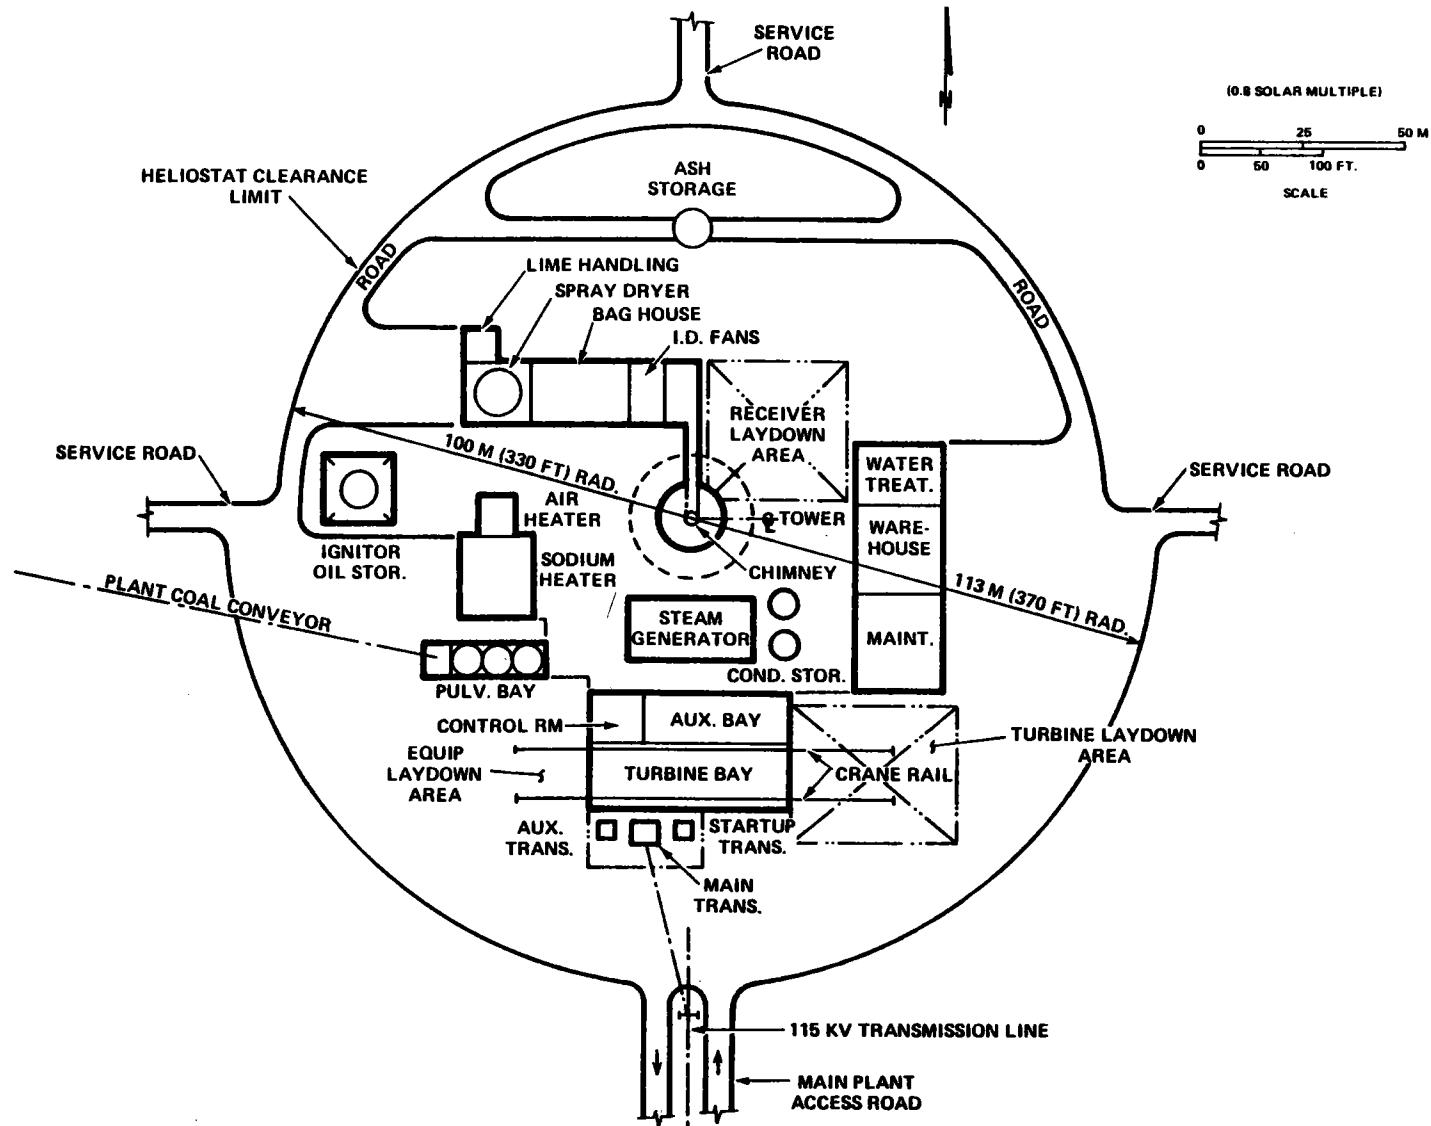 SERVICE
ROAD
N
(0.8 SOLAR MULTIPLE)
0 25 50 M
0 50 100 FT.
SCALE
HELIOSTAT CLEARANCE
LIMIT
ASH
STORAGE
ROAD
ROAD
LIME HANDLING
SPRAY DRYER
BAG HOUSE
I.D. FANS
RECEIVER
LAYDOWN
AREA
100 M (330 FT) RAD.
SERVICE ROAD
WATER
TREAT.
SERVICE ROAD
AIR
HEATER
℄ TOWER
WARE-
HOUSE
IGNITOR
OIL STOR.
SODIUM
HEATER
CHIMNEY
113 M (370 FT) RAD.
PLANT COAL CONVEYOR
STEAM
GENERATOR
MAINT.
COND. STOR.
PULV. BAY
CONTROL RM
AUX. BAY
TURBINE LAYDOWN
AREA
EQUIP
LAYDOWN
AREA
TURBINE BAY
CRANE RAIL
AUX.
TRANS.
STARTUP
TRANS.
MAIN
TRANS.
115 KV TRANSMISSION LINE
MAIN PLANT
ACCESS ROAD